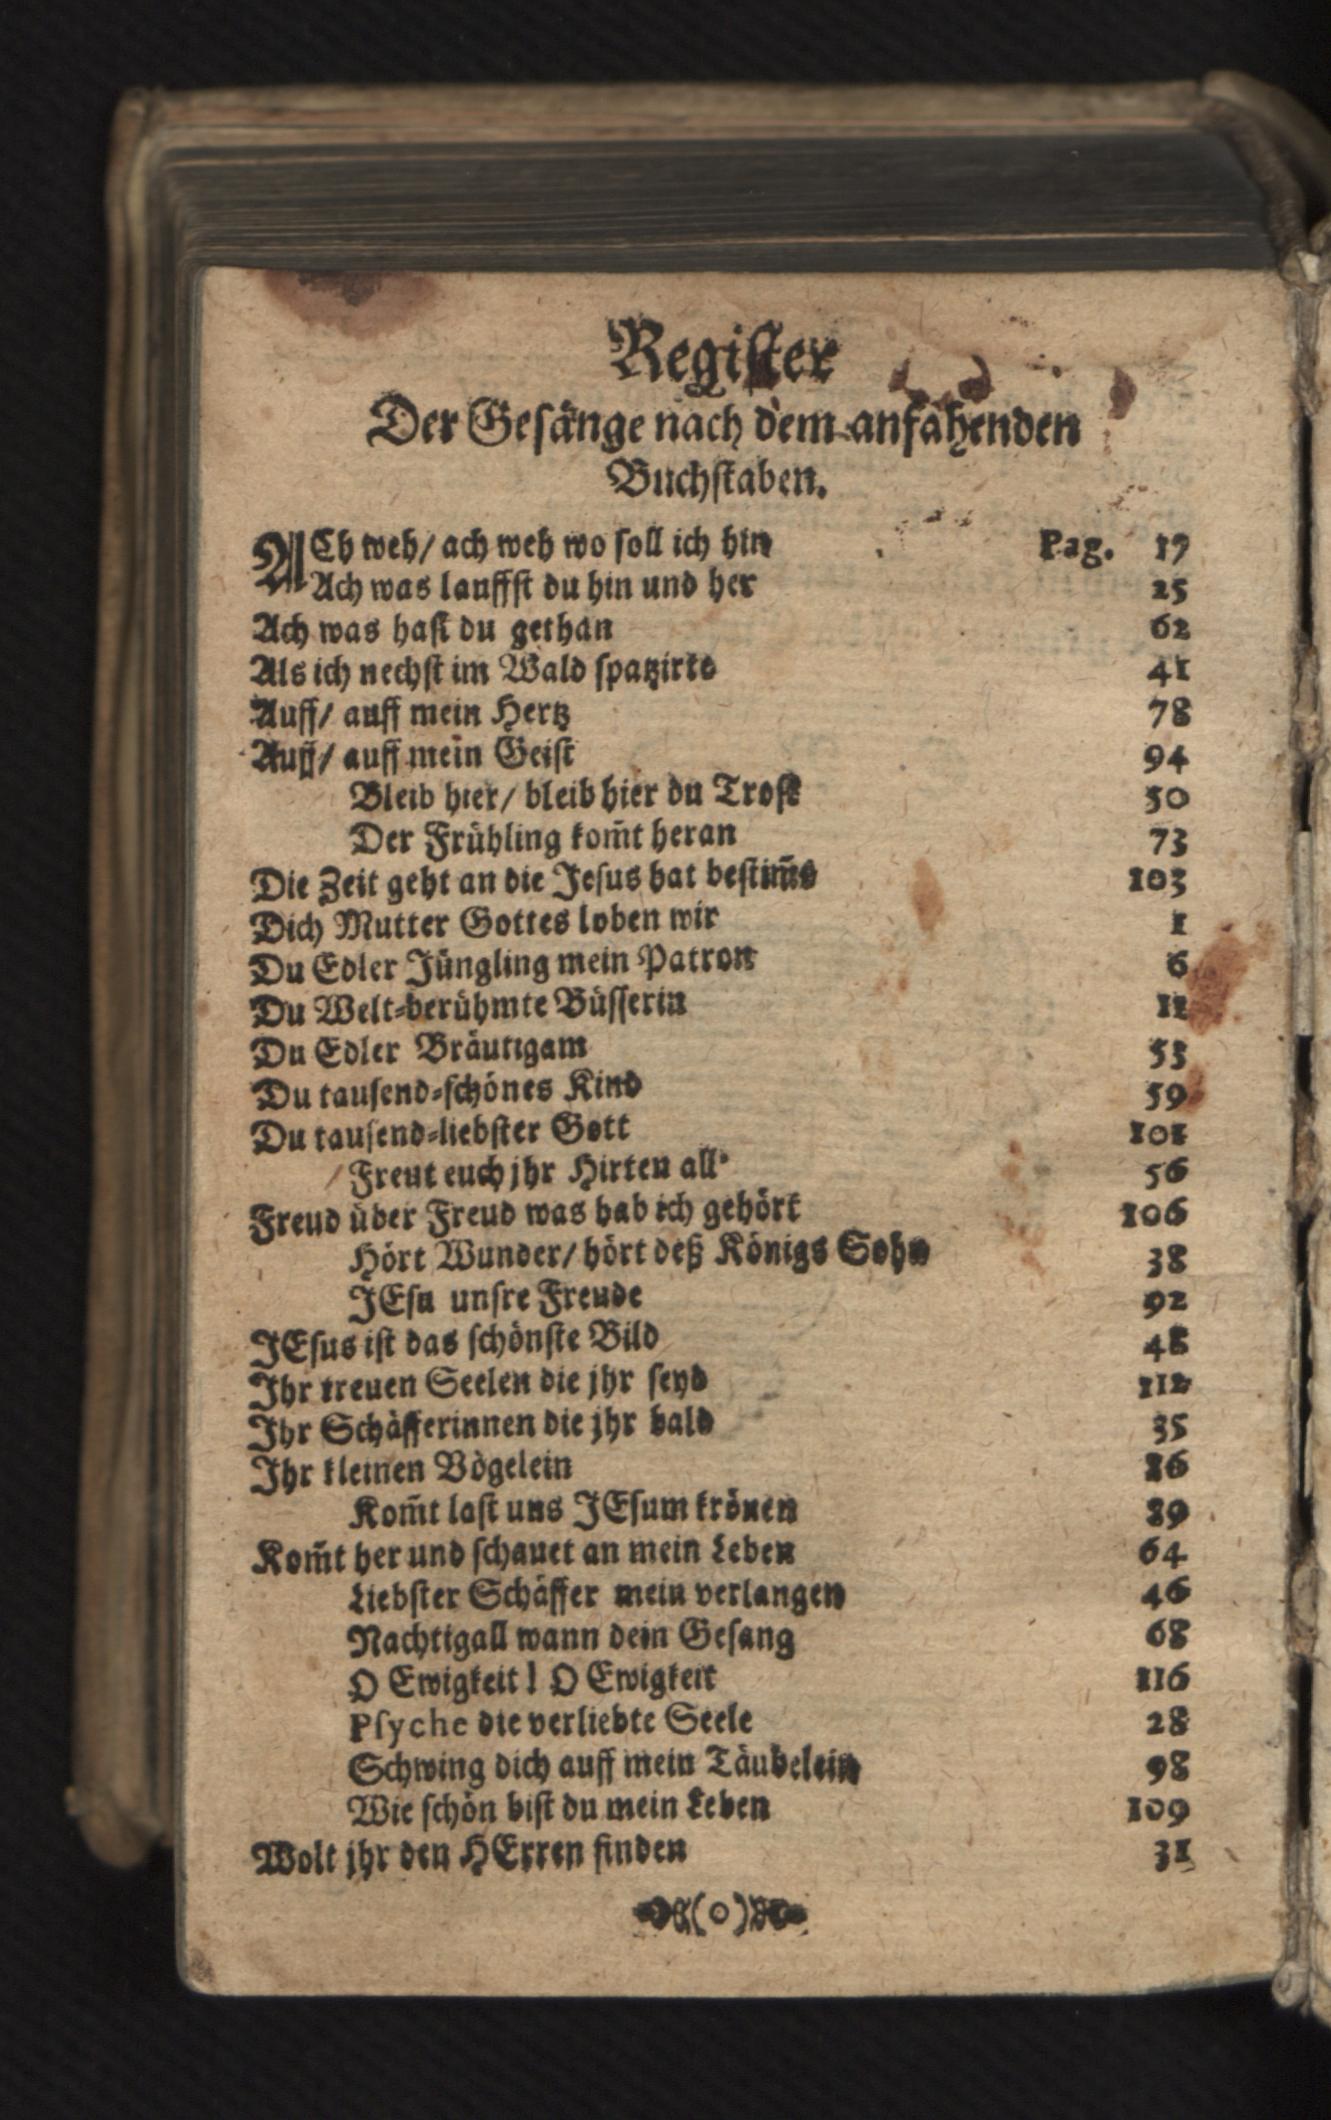 Register
Der Gesänge nach dem anfahenden
Buchstaben.
ACh weh/ ach weh wo soll ich hin Pag. 17
Ach was lauffst du hin und her 25
Ach was hast du gethan 62
Als ich nechst im Wald spatzirte 41
Auff/ auff mein Hertz 78
Auff/ auff mein Geist 94
Bleib hier/ bleib hier du Trost 50
Der Frühling kom̃t heran 73
Die Zeit geht an die Jesus hat bestim̃t 103
Dich Mutter Gottes loben wir 1
Du Edler Jüngling mein Patron 6
Du Welt-berühmte Büsserin 12
Du Edler Bräutigam 53
Du tausend-schönes Kind 59
Du tausend-liebster Gott 101
Freut euch jhr Hirten all 56
Freud über Freud was hab ich gehört 106
Hört Wunder/ hört deß Königs Sohn 38
JEsu unsre Freude 92
JEsus ist das schönste Bild 48
Jhr treuen Seelen die jhr seyd 112
Jhr Schäfferinnen die jhr bald 35
Jhr kleinen Vögelein 86
Kom̃t last uns JEsum krönen 89
Kom̃t her und schauet an mein Leben 64
Liebster Schäffer mein verlangen 46
Nachtigall wann dein Gesang 68
O Ewigkeit! O Ewigkeit 116
Psyche die verliebte Seele 28
Schwing dich auff mein Täubelein 98
Wie schön bist du mein Leben 109
Wolt jhr den HErren finden 31
(o)